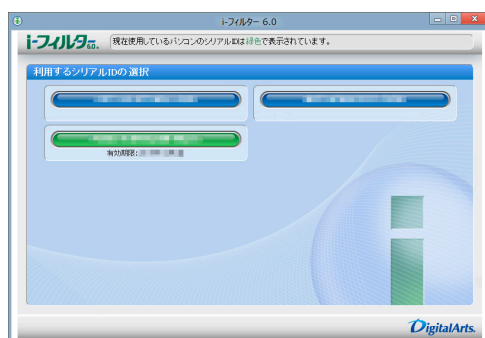 i-フィルター 6.0
i-フィルター6.0. 現在使用しているパソコンのシリアルIDは緑色で表示されています。
利用するシリアルIDの選択
有効期限:
DigitalArts.